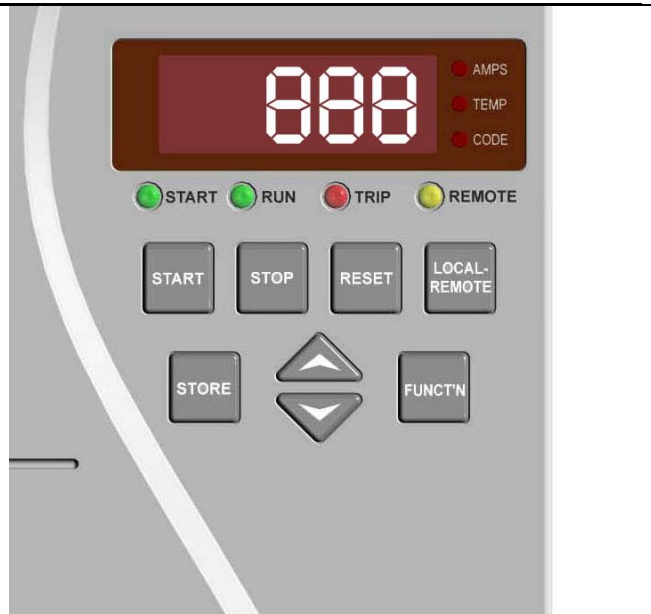 888
AMPS
TEMP
CODE
START RUN TRIP REMOTE
START STOP RESET LOCAL-
REMOTE
STORE FUNCT'N